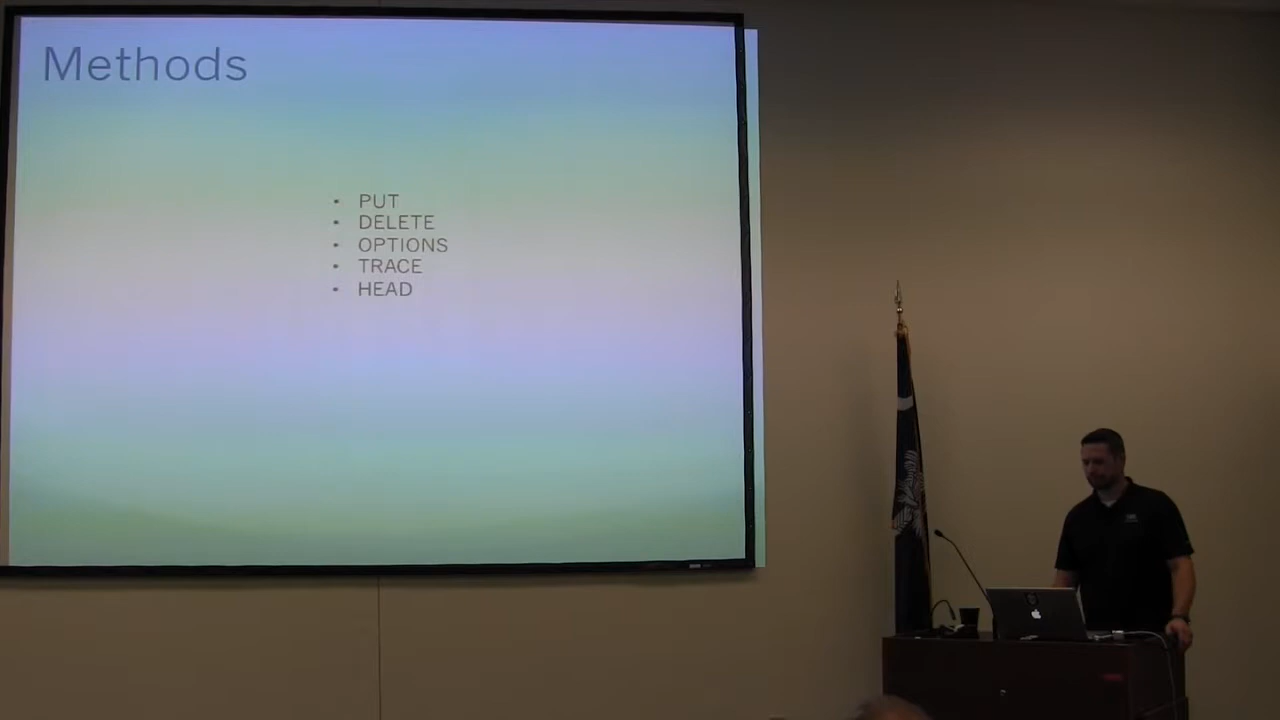 Methods
• PUT
• DELETE
• OPTIONS
• TRACE
• HEAD